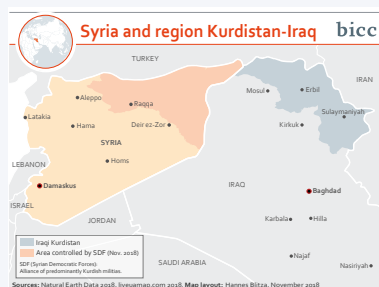 Syria and region Kurdistan-Iraq
bicc
TURKEY
IRAN
Mosul
Erbil
Aleppo
Raqqa
Sulaymaniyah
Latakia
Hama
Deir ez-Zor
Kirkuk
SYRIA
Homs
LEBANON
Damaskus
IRAQ
Baghdad
ISRAEL
JORDAN
Karbala
Hilla
Iraqi Kurdistan
Area controlled by SDF (Nov. 2018)
SDF (Syrian Democratic Forces):
Alliance of predominantly Kurdish militias.
SAUDI ARABIA
Najaf
Nasiriyah
Sources: Natural Earth Data 2018, liveuamap.com 2018. Map layout: Hannes Blitza, November 2018